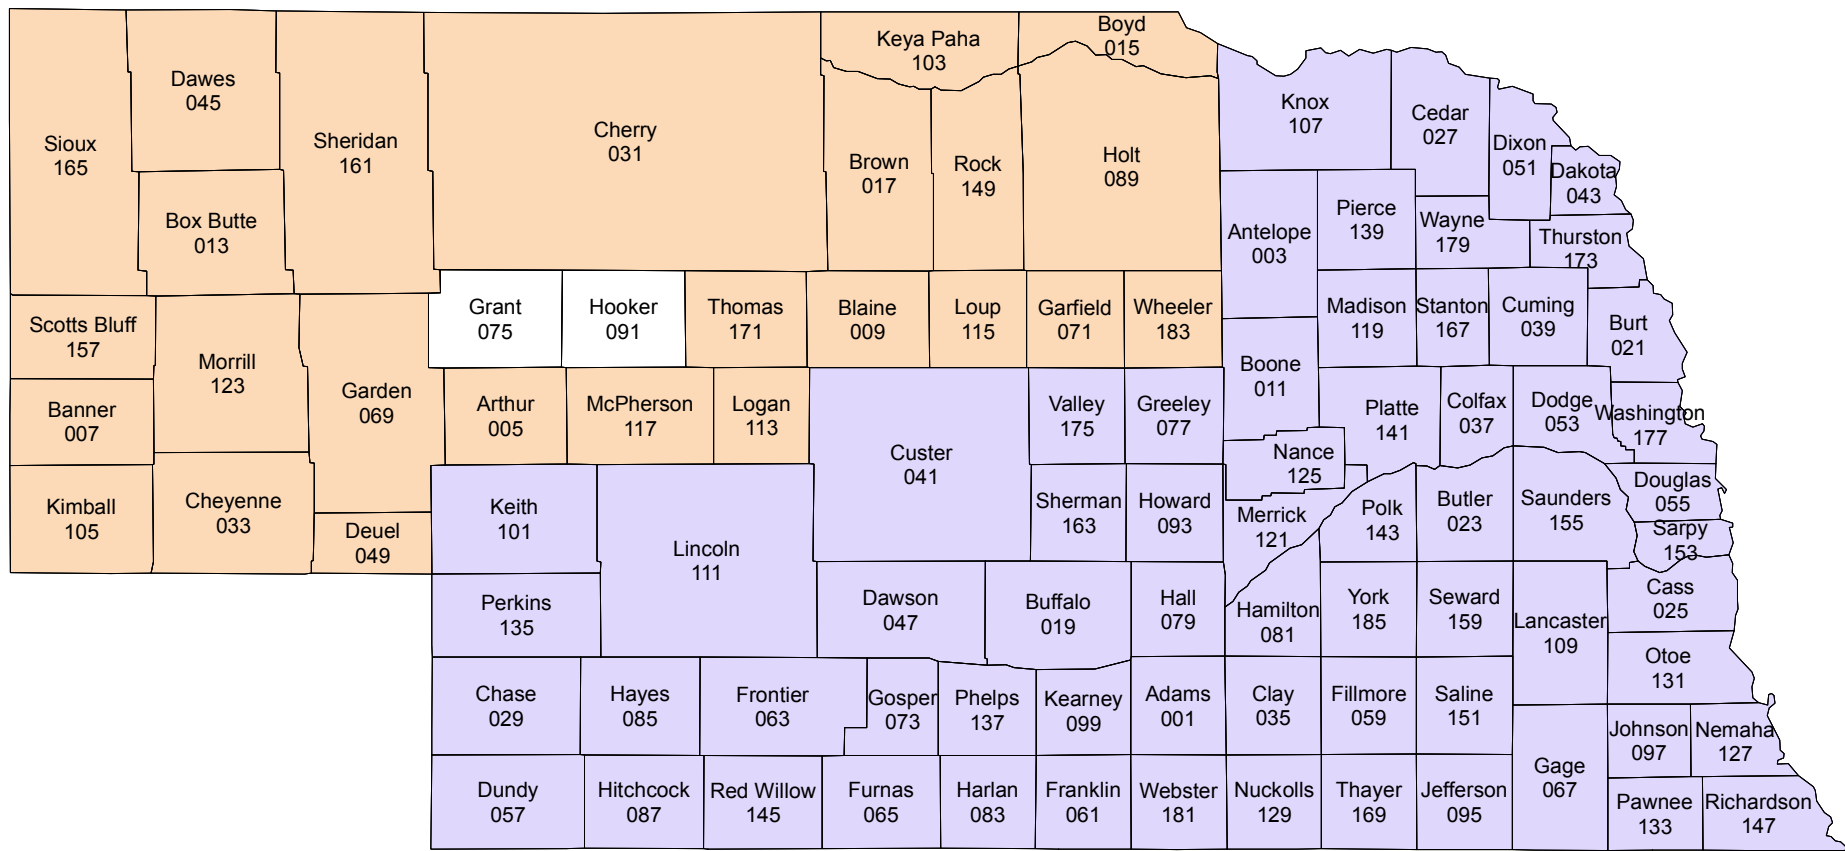 Sioux
165
Dawes
045
Box Butte
013
Sheridan
161
Cherry
031
Keya Paha
103
Boyd
015
Brown
017
Rock
149
Holt
089
Knox
107
Cedar
027
Dixon
051
Dakota
043
Antelope
003
Pierce
139
Wayne
179
Thurston
173
Scotts Bluff
157
Morrill
123
Garden
069
Grant
075
Hooker
091
Thomas
171
Blaine
009
Loup
115
Garfield
071
Wheeler
183
Madison
119
Stanton
167
Cuming
039
Burt
021
Banner
007
Boone
011
Arthur
005
McPherson
117
Logan
113
Custer
041
Valley
175
Greeley
077
Platte
141
Colfax
037
Dodge
053
Washington
177
Nance
125
Kimball
105
Cheyenne
033
Deuel
049
Keith
101
Lincoln
111
Sherman
163
Howard
093
Merrick
121
Polk
143
Butler
023
Saunders
155
Douglas
055
Sarpy
153
Perkins
135
Dawson
047
Buffalo
019
Hall
079
Hamilton
081
York
185
Seward
159
Lancaster
109
Cass
025
Otoe
131
Chase
029
Hayes
085
Frontier
063
Gosper
073
Phelps
137
Kearney
099
Adams
001
Clay
035
Fillmore
059
Saline
151
Gage
067
Johnson
097
Nemaha
127
Dundy
057
Hitchcock
087
Red Willow
145
Furnas
065
Harlan
083
Franklin
061
Webster
181
Nuckolls
129
Thayer
169
Jefferson
095
Pawnee
133
Richardson
147